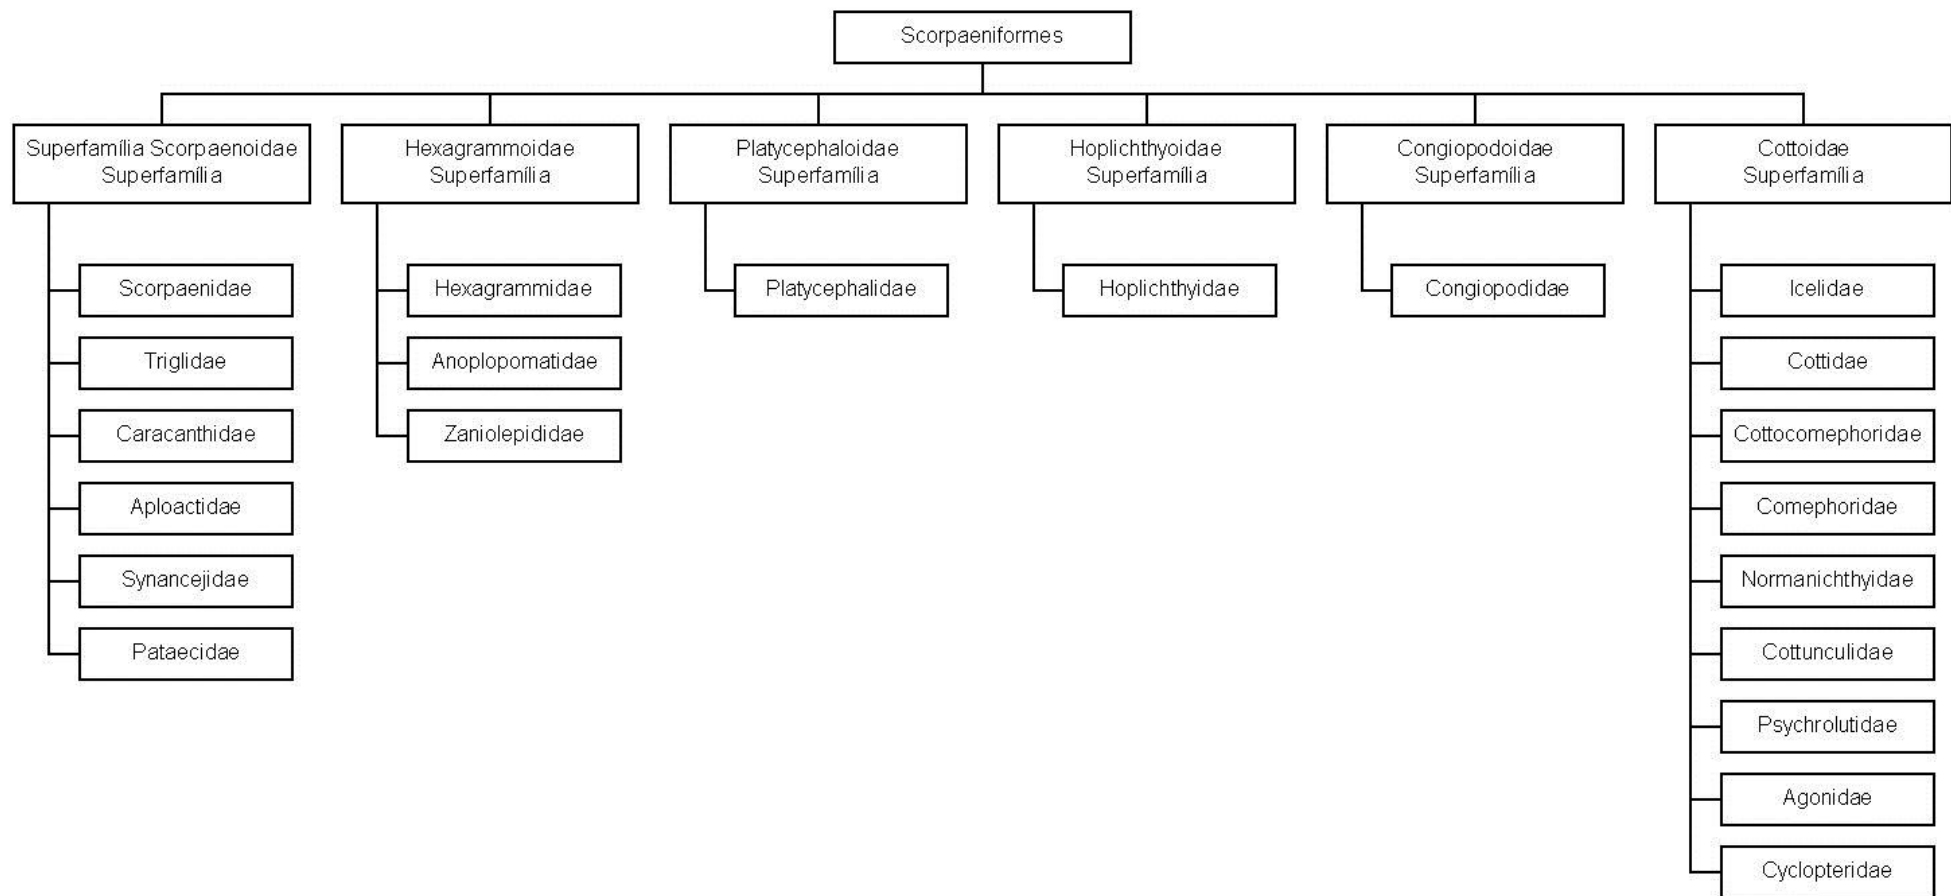 Scorpaeniformes
Superfamília Scorpaenoidae
Superfamília
Hexagrammoidae
Superfamília
Platycephaloidae
Superfamília
Hoplichthyoidae
Superfamília
Congiopodoidae
Superfamília
Cottoidae
Superfamília
Scorpaenidae
Triglidae
Caracanthidae
Aploactidae
Synancejidae
Pataecidae
Hexagrammidae
Anoplopomatidae
Zaniolepididae
Platycephalidae
Hoplichthyidae
Congiopodidae
Icelidae
Cottidae
Cottocomephoridae
Comephoridae
Normanichthyidae
Cottunculidae
Psychrolutidae
Agonidae
Cyclopteridae